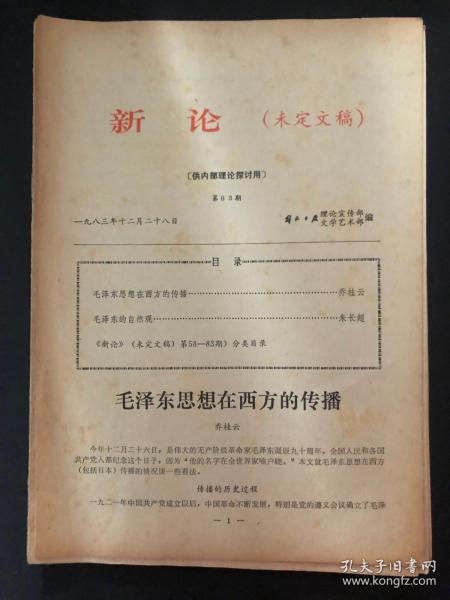 新 论 (未定文稿)
〔供内部理论探讨用〕
第83期
一九八三年十二月二十八日
解放日报 理论宣传部 文学艺术部 编
目 录
毛泽东思想在西方的传播……乔桂云
毛泽东的自然观……朱长超
《新论》(未定文稿)第58—83期)分类目录
毛泽东思想在西方的传播
乔桂云
今年十二月二十六日，是伟大的无产阶级革命家毛泽东诞辰九十周年。全国人民和各国
共产党人都纪念这个日子，因为“他的名字在全世界家喻户晓。”本文就毛泽东思想在西方
(包括日本)传播的情况谈一些看法。
传播的历史过程
一九二一年中国共产党成立以后，中国革命不断发展，特别是党的遵义会议确立了毛泽
— 1 —
孔夫子旧书网
www.kongfz.com